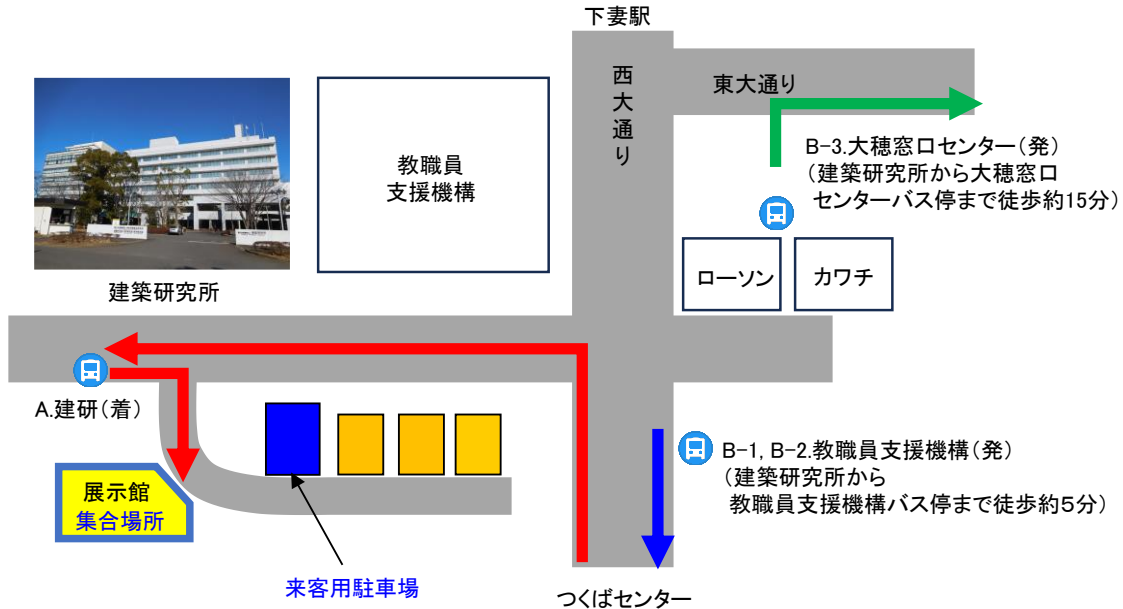 下妻駅
西大通り
東大通り
教職員
支援機構
B-3.大穂窓口センター（発）
（建築研究所から大穂窓口
センターバス停まで徒歩約15分）
ローソン
カワチ
建築研究所
A.建研（着）
B-1, B-2.教職員支援機構（発）
（建築研究所から
教職員支援機構バス停まで徒歩約５分）
展示館
集合場所
来客用駐車場
つくばセンター